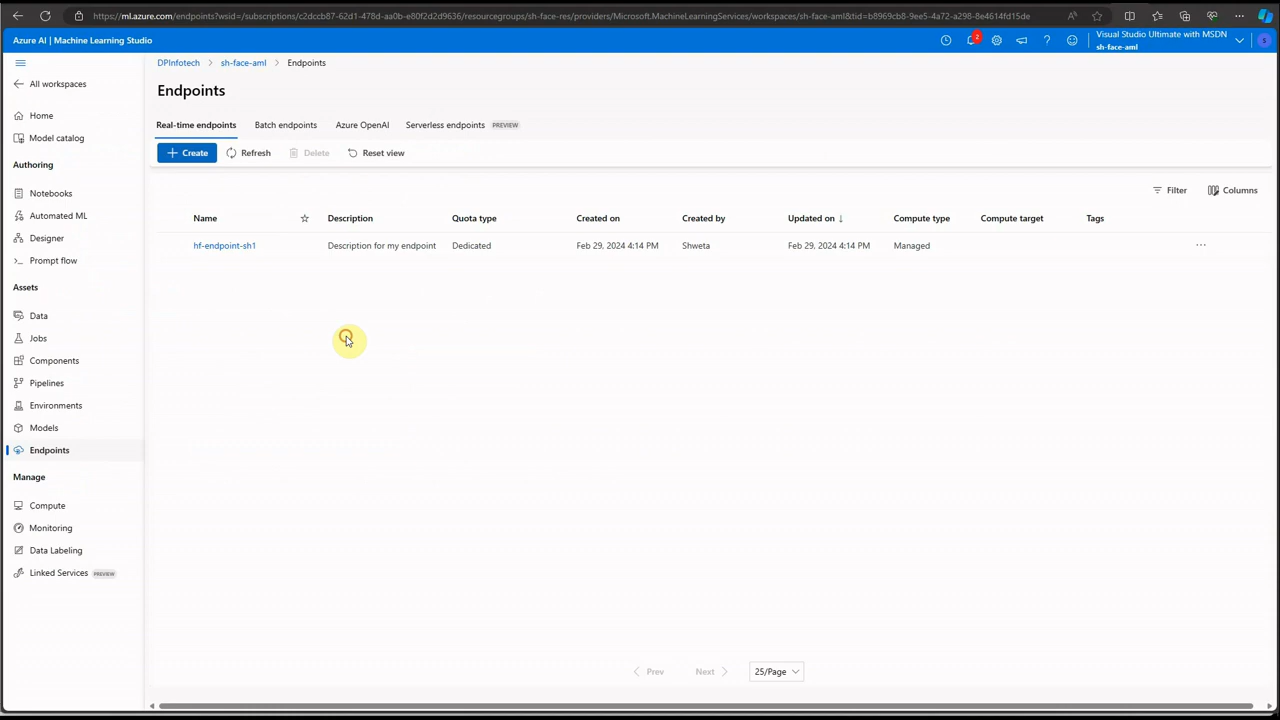 ml.azure.com/endpoints?wsid=/subscriptions/c2dccb87-62d1-478d-aa0b-e80f2d2d9636/resourcegroups/sh-face-res/providers/Microsoft.MachineLearningServices/workspaces/sh-face-aml&tid=b8969cb8-9ee5-4a72-a298-8e4614fd15de
Azure AI | Machine Learning Studio
2
Visual Studio Ultimate with MSDN
sh-face-aml
S
DPInfotech > sh-face-aml > Endpoints
All workspaces
Endpoints
Home
Model catalog
Real-time endpoints Batch endpoints Azure OpenAI Serverless endpoints PREVIEW
+ Create Refresh Delete Reset view
Authoring
Notebooks
Automated ML
Designer
Prompt flow
Filter Columns
Name Description Quota type Created on Created by Updated on ↓ Compute type Compute target Tags
hf-endpoint-sh1 Description for my endpoint Dedicated Feb 29, 2024 4:14 PM Shweta Feb 29, 2024 4:14 PM Managed ...
Assets
Data
Jobs
Components
Pipelines
Environments
Models
Endpoints
Manage
Compute
Monitoring
Data Labeling
Linked Services PREVIEW
Prev Next 25/Page